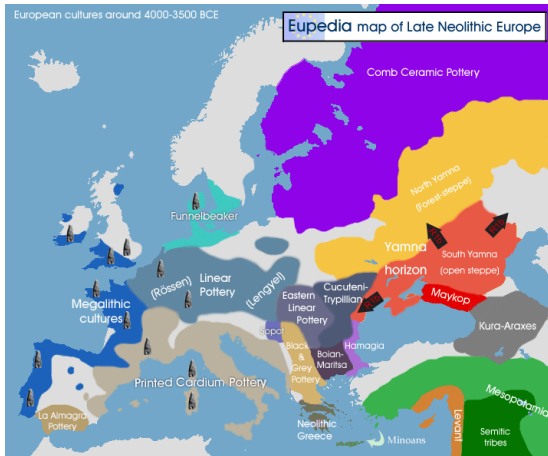 European cultures around 4000-3500 BCE
Eupedia map of Late Neolithic Europe
Comb Ceramic Pottery
North Yamna
(Forest-steppe)
Funnelbeaker
Yamna
horizon
South Yamna
(open steppe)
(Rössen)
Linear
Pottery
(Lengyel)
Cucuteni-
Trypillian
Eastern
Linear
Pottery
Maykop
Megalithic
cultures
Kura-Araxes
Sopot
Hamagia
Black
& Grey
Pottery
Boian-
Maritsa
Printed Cardium Pottery
Mesopotamia
La Almagra
Pottery
Neolithic
Greece
Minoans
Levant
Semitic
tribes